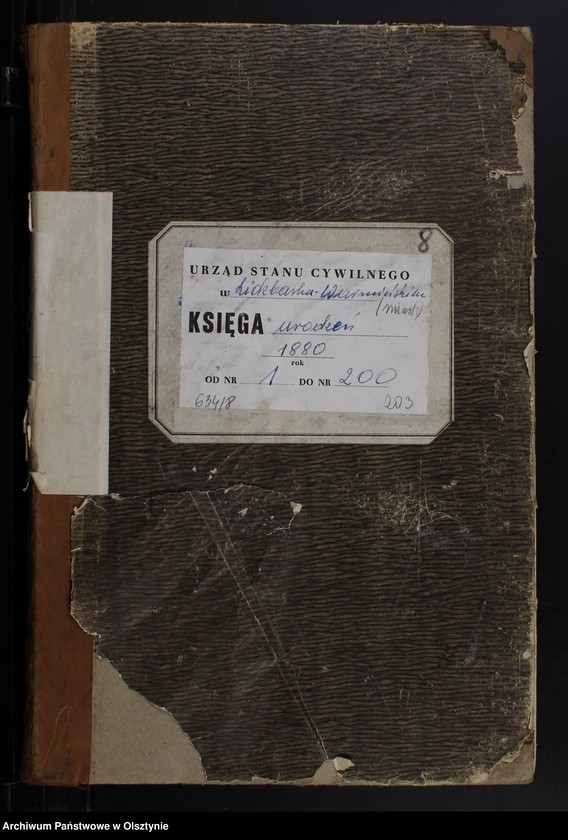 8
URZĄD STANU CYWILNEGO
w Lidzbarku-Warmińskim
(miasto)
KSIĘGA urodzeń
1880
rok
OD NR 1 DO NR 200
634/8 203
Archiwum Państwowe w Olsztynie